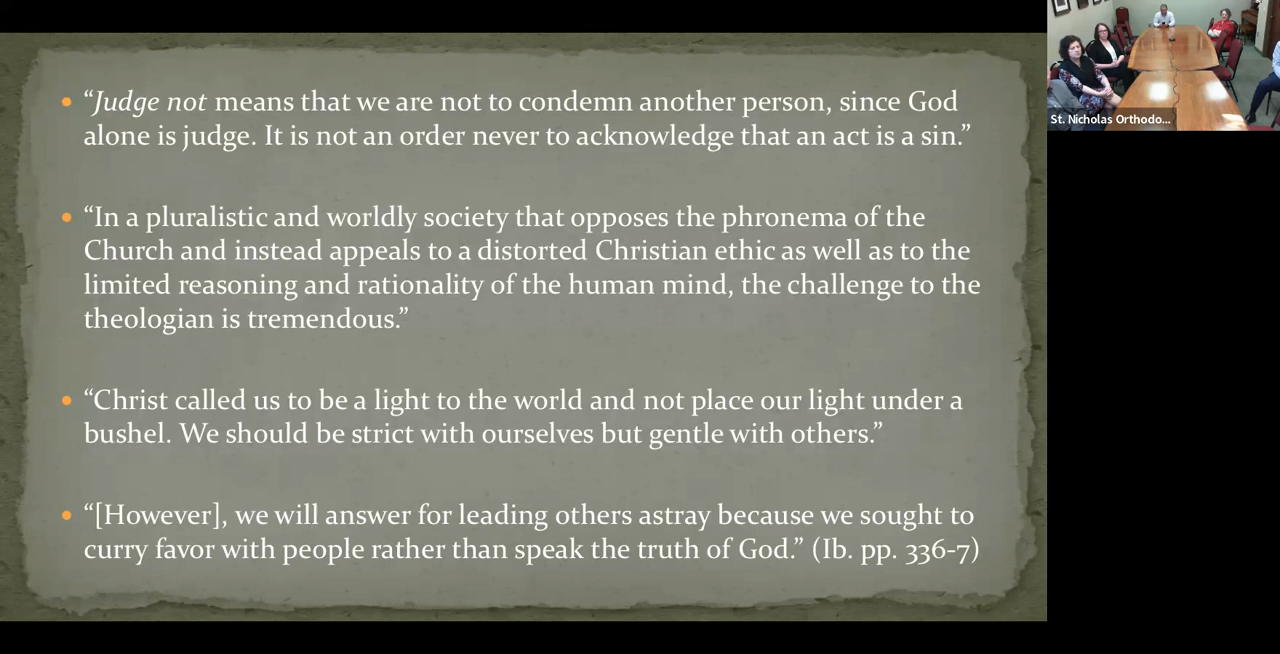 “Judge not means that we are not to condemn another person, since God
alone is judge. It is not an order never to acknowledge that an act is a sin.”
“In a pluralistic and worldly society that opposes the phronema of the
Church and instead appeals to a distorted Christian ethic as well as to the
limited reasoning and rationality of the human mind, the challenge to the
theologian is tremendous.”
“Christ called us to be a light to the world and not place our light under a
bushel. We should be strict with ourselves but gentle with others.”
“[However], we will answer for leading others astray because we sought to
curry favor with people rather than speak the truth of God.” (Ib. pp. 336-7)
St. Nicholas Orthodo...